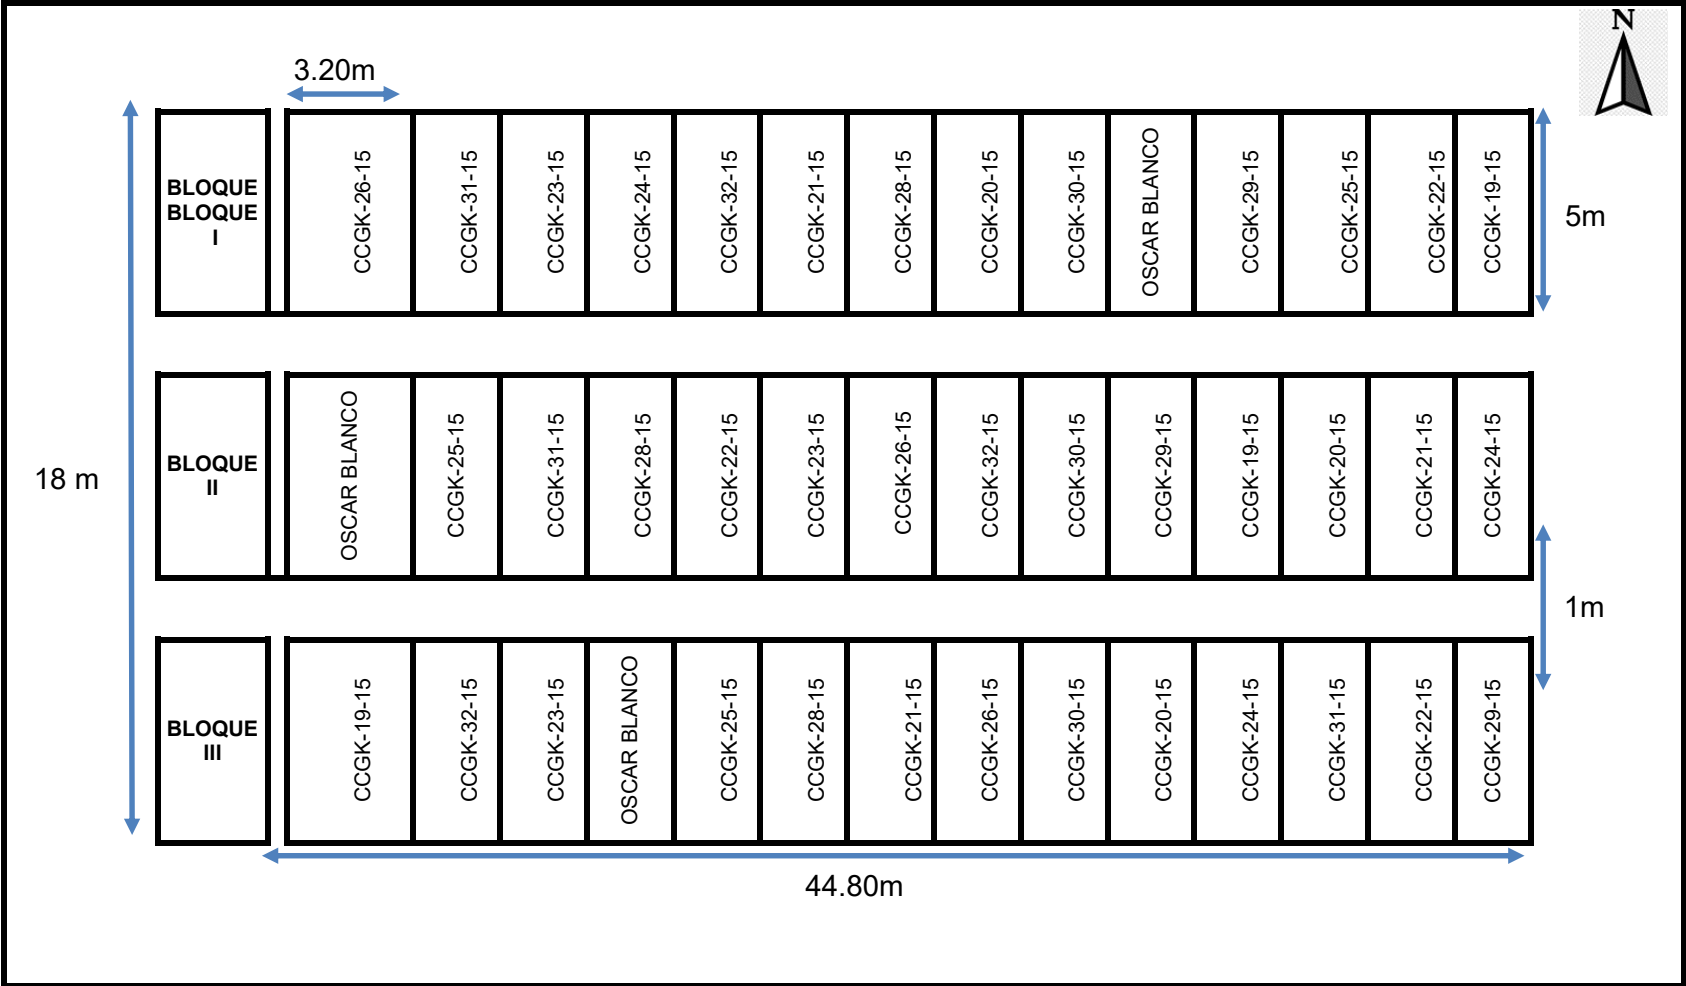 N
3.20m
BLOQUE
BLOQUE
I
CCGK-26-15
CCGK-31-15
CCGK-23-15
CCGK-24-15
CCGK-32-15
CCGK-21-15
CCGK-28-15
CCGK-20-15
CCGK-30-15
OSCAR BLANCO
CCGK-29-15
CCGK-25-15
CCGK-22-15
CCGK-19-15
5m
18 m
BLOQUE
II
OSCAR BLANCO
CCGK-25-15
CCGK-31-15
CCGK-28-15
CCGK-22-15
CCGK-23-15
CCGK-26-15
CCGK-32-15
CCGK-30-15
CCGK-29-15
CCGK-19-15
CCGK-20-15
CCGK-21-15
CCGK-24-15
1m
BLOQUE
III
CCGK-19-15
CCGK-32-15
CCGK-23-15
OSCAR BLANCO
CCGK-25-15
CCGK-28-15
CCGK-21-15
CCGK-26-15
CCGK-30-15
CCGK-20-15
CCGK-24-15
CCGK-31-15
CCGK-22-15
CCGK-29-15
44.80m